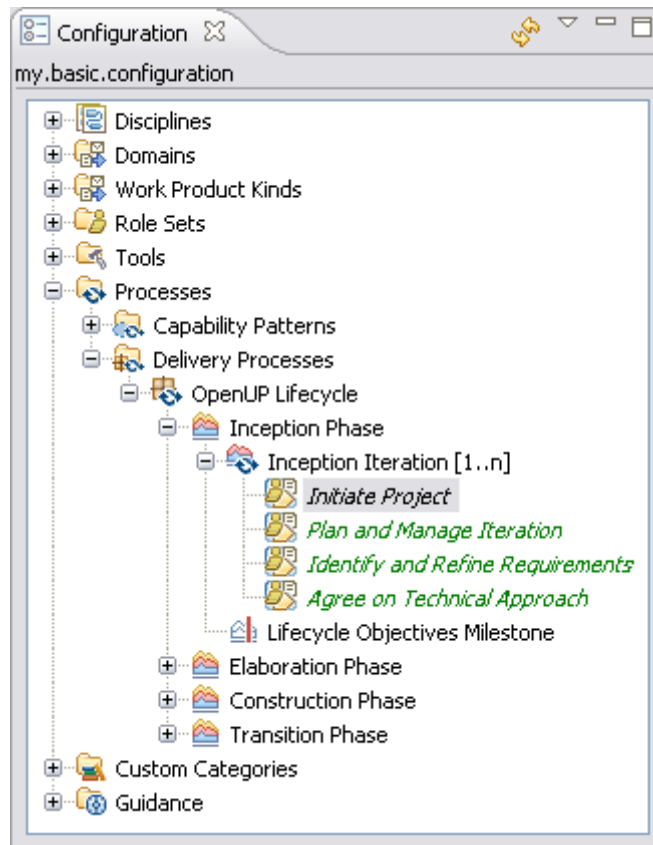 Configuration
my.basic.configuration
Disciplines
Domains
Work Product Kinds
Role Sets
Tools
Processes
Capability Patterns
Delivery Processes
OpenUP Lifecycle
Inception Phase
Inception Iteration [1..n]
Initiate Project
Plan and Manage Iteration
Identify and Refine Requirements
Agree on Technical Approach
Lifecycle Objectives Milestone
Elaboration Phase
Construction Phase
Transition Phase
Custom Categories
Guidance